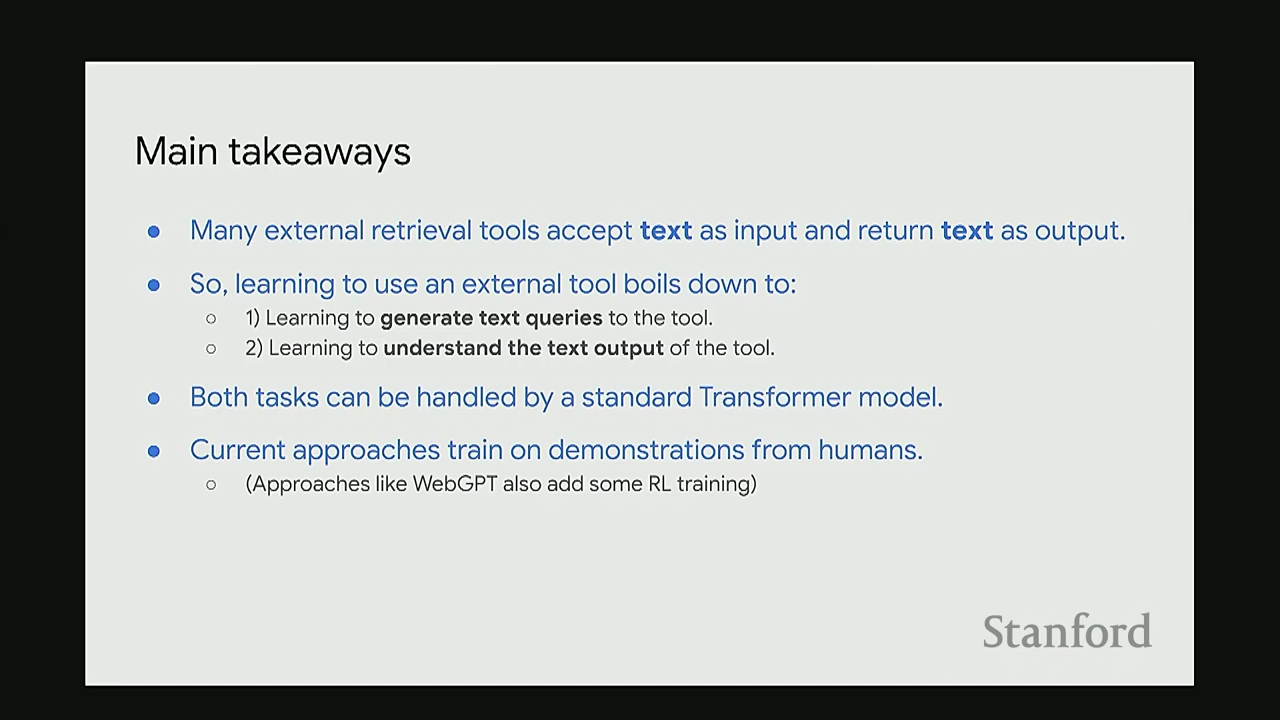 Main takeaways
● Many external retrieval tools accept text as input and return text as output.
● So, learning to use an external tool boils down to:
○ 1) Learning to generate text queries to the tool.
○ 2) Learning to understand the text output of the tool.
● Both tasks can be handled by a standard Transformer model.
● Current approaches train on demonstrations from humans.
○ (Approaches like WebGPT also add some RL training)
Stanford